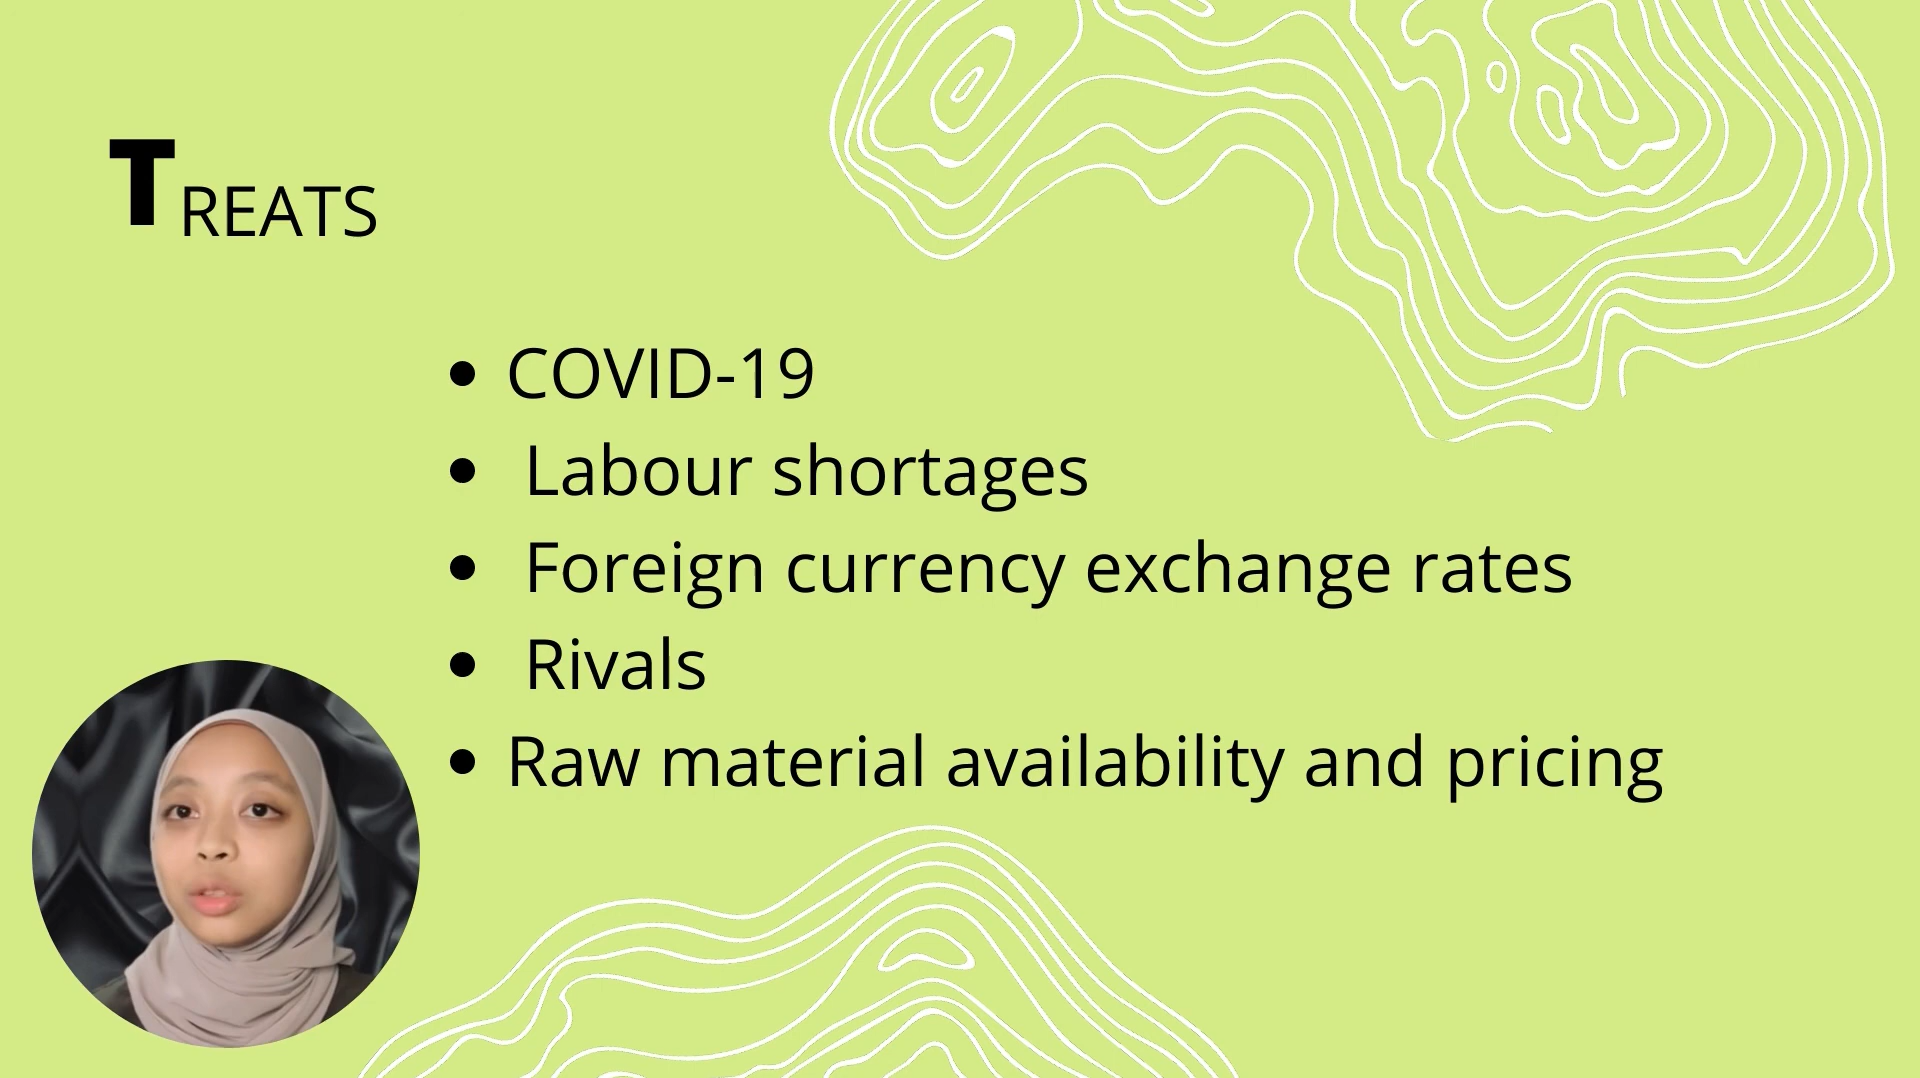 TREATS
COVID-19
Labour shortages
Foreign currency exchange rates
Rivals
Raw material availability and pricing